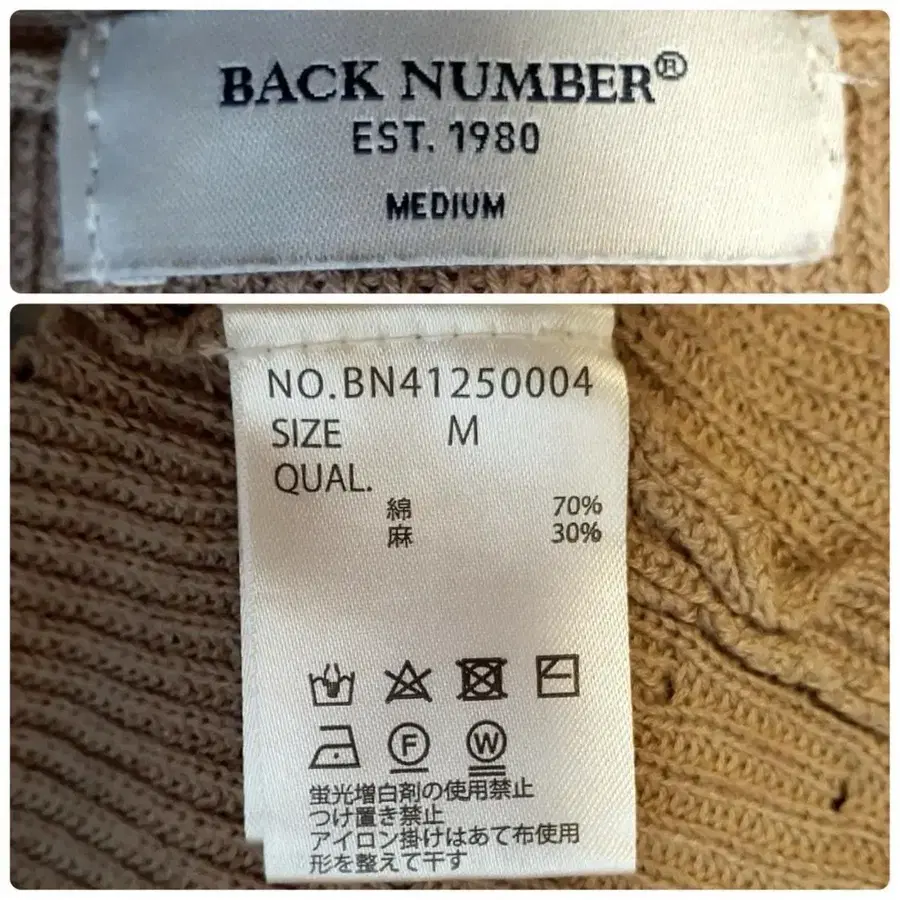 BACK NUMBER®
EST. 1980
MEDIUM
NO.BN41250004
SIZE M
QUAL.
綿 70%
麻 30%
F W
蛍光増白剤の使用禁止
つけ置き禁止
アイロン掛けはあて布使用
形を整えて干す